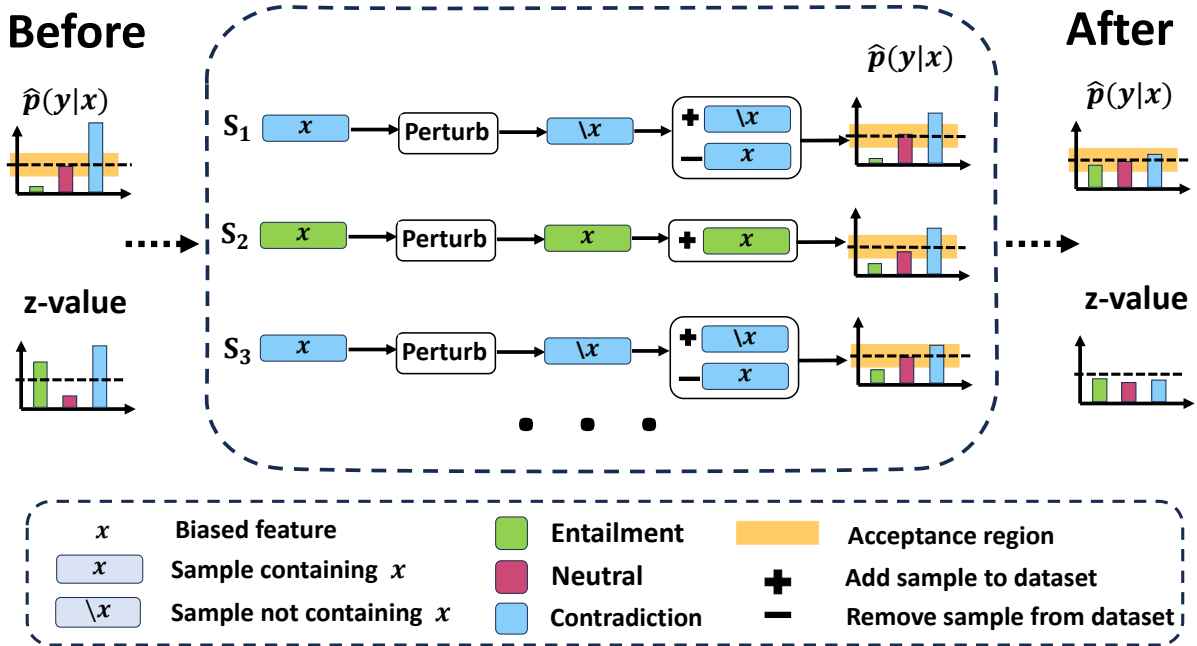 Before
After
p̂(y|x)
p̂(y|x)
p̂(y|x)
S₁
x
Perturb
\x
+ \x
− x
S₂
x
Perturb
x
+ x
z-value
z-value
S₃
x
Perturb
\x
+ \x
− x
x Biased feature
Entailment
Acceptance region
x Sample containing x
Neutral
+ Add sample to dataset
\x Sample not containing x
Contradiction
− Remove sample from dataset